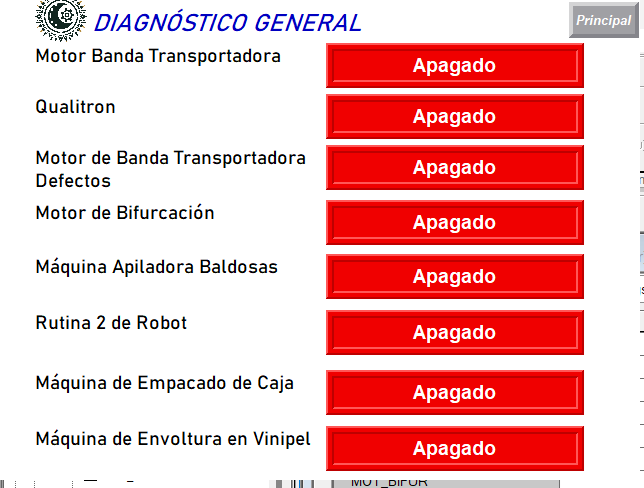 DIAGNÓSTICO GENERAL
Principal
Motor Banda Transportadora
Apagado
Qualitron
Apagado
Motor de Banda Transportadora
Defectos
Apagado
Motor de Bifurcación
Apagado
Máquina Apiladora Baldosas
Apagado
Rutina 2 de Robot
Apagado
Máquina de Empacado de Caja
Apagado
Máquina de Envoltura en Vinipel
Apagado
MOT_BIFUR